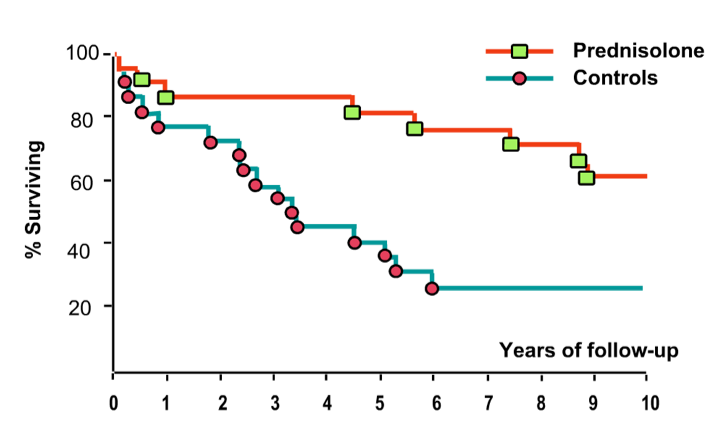 Prednisolone
Controls
100
80
60
40
20
% Surviving
Years of follow-up
0 1 2 3 4 5 6 7 8 9 10